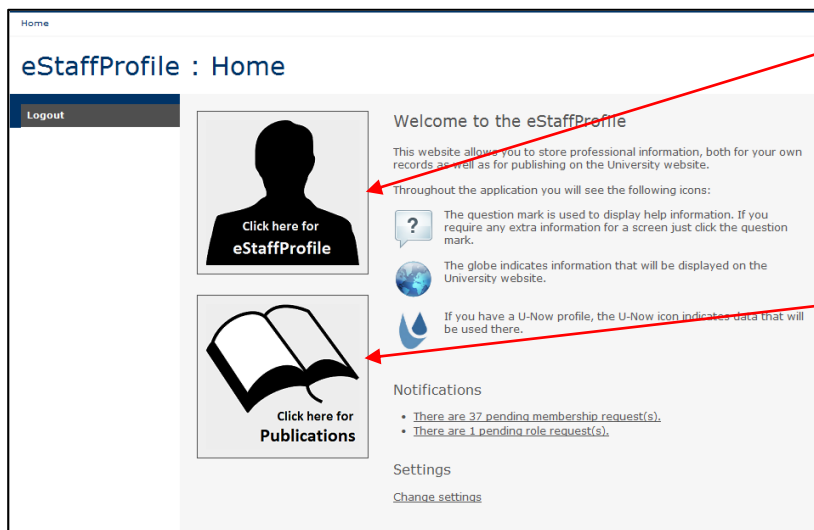 Home
eStaffProfile : Home
Logout
Click here for
eStaffProfile
Click here for
Publications
Welcome to the eStaffProfile
This website allows you to store professional information, both for your own
records as well as for publishing on the University website.
Throughout the application you will see the following icons:
?
The question mark is used to display help information. If you
require any extra information for a screen just click the question
mark.
The globe indicates information that will be displayed on the
University website.
If you have a U-Now profile, the U-Now icon indicates data that will
be used there.
Notifications
• There are 37 pending membership request(s).
• There are 1 pending role request(s).
Settings
Change settings